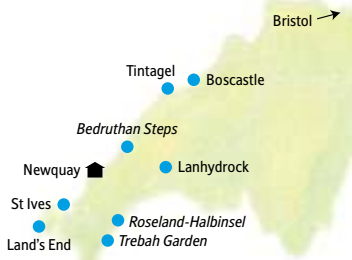 Bristol
Tintagel
Boscastle
Bedruthan Steps
Newquay
Lanhydrock
St Ives
Roseland-Halbinsel
Land's End
Trebah Garden